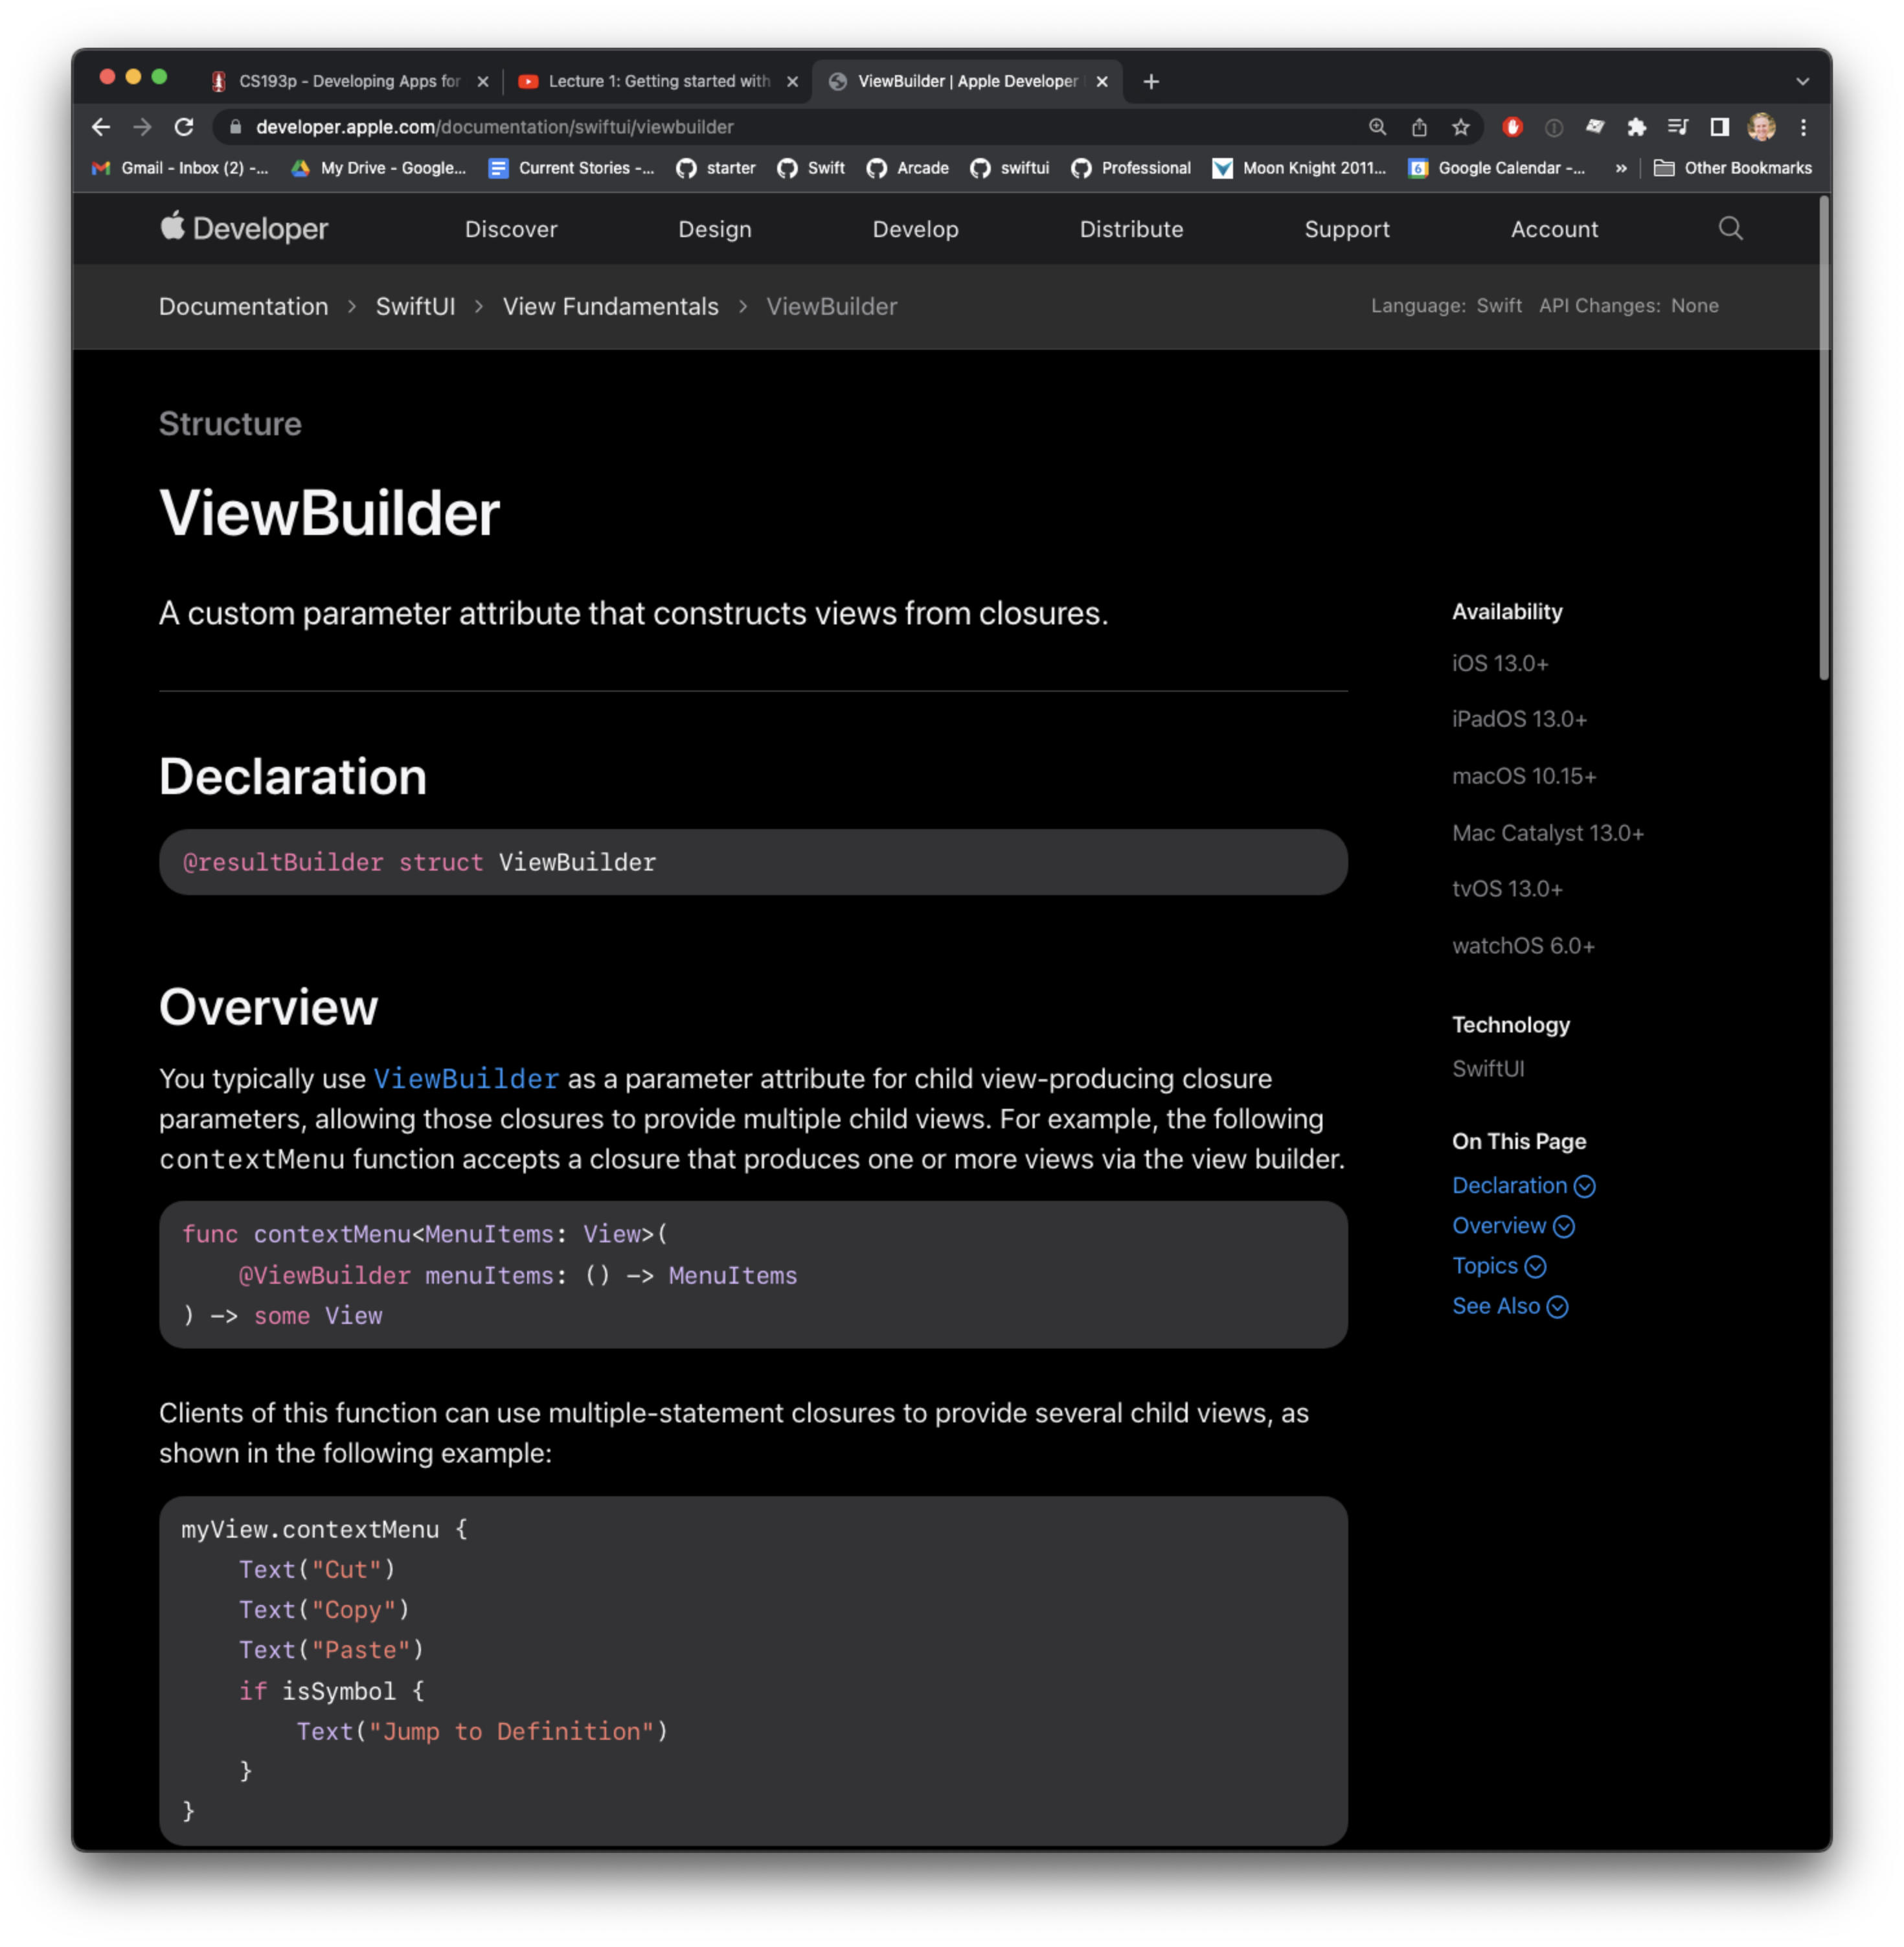 CS193p - Developing Apps for
Lecture 1: Getting started with
ViewBuilder | Apple Developer
developer.apple.com/documentation/swiftui/viewbuilder
Gmail - Inbox (2) -... My Drive - Google... Current Stories -... starter Swift Arcade swiftui Professional Moon Knight 2011... 6 Google Calendar -... » Other Bookmarks
Developer Discover Design Develop Distribute Support Account
Documentation > SwiftUI > View Fundamentals > ViewBuilder Language: Swift API Changes: None
Structure
ViewBuilder
A custom parameter attribute that constructs views from closures.
Declaration
@resultBuilder struct ViewBuilder
Overview
You typically use ViewBuilder as a parameter attribute for child view-producing closure
parameters, allowing those closures to provide multiple child views. For example, the following
contextMenu function accepts a closure that produces one or more views via the view builder.
func contextMenu<MenuItems: View>(
@ViewBuilder menuItems: () -> MenuItems
) -> some View
Clients of this function can use multiple-statement closures to provide several child views, as
shown in the following example:
myView.contextMenu {
Text("Cut")
Text("Copy")
Text("Paste")
if isSymbol {
Text("Jump to Definition")
}
}
Availability
iOS 13.0+
iPadOS 13.0+
macOS 10.15+
Mac Catalyst 13.0+
tvOS 13.0+
watchOS 6.0+
Technology
SwiftUI
On This Page
Declaration
Overview
Topics
See Also